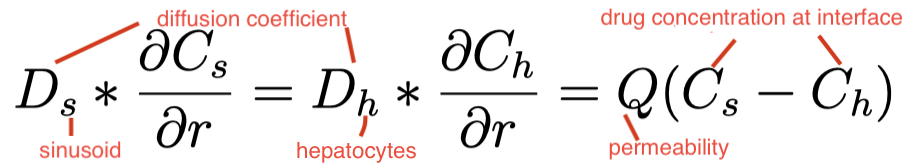 diffusion coefficient
drug concentration at interface
D_s * ∂C_s/∂r = D_h * ∂C_h/∂r = Q(C_s − C_h)
sinusoid
hepatocytes
permeability